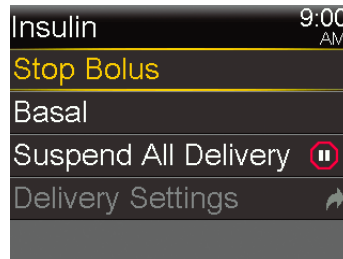 Insulin 9:00
AM
Stop Bolus
Basal
Suspend All Delivery
Delivery Settings